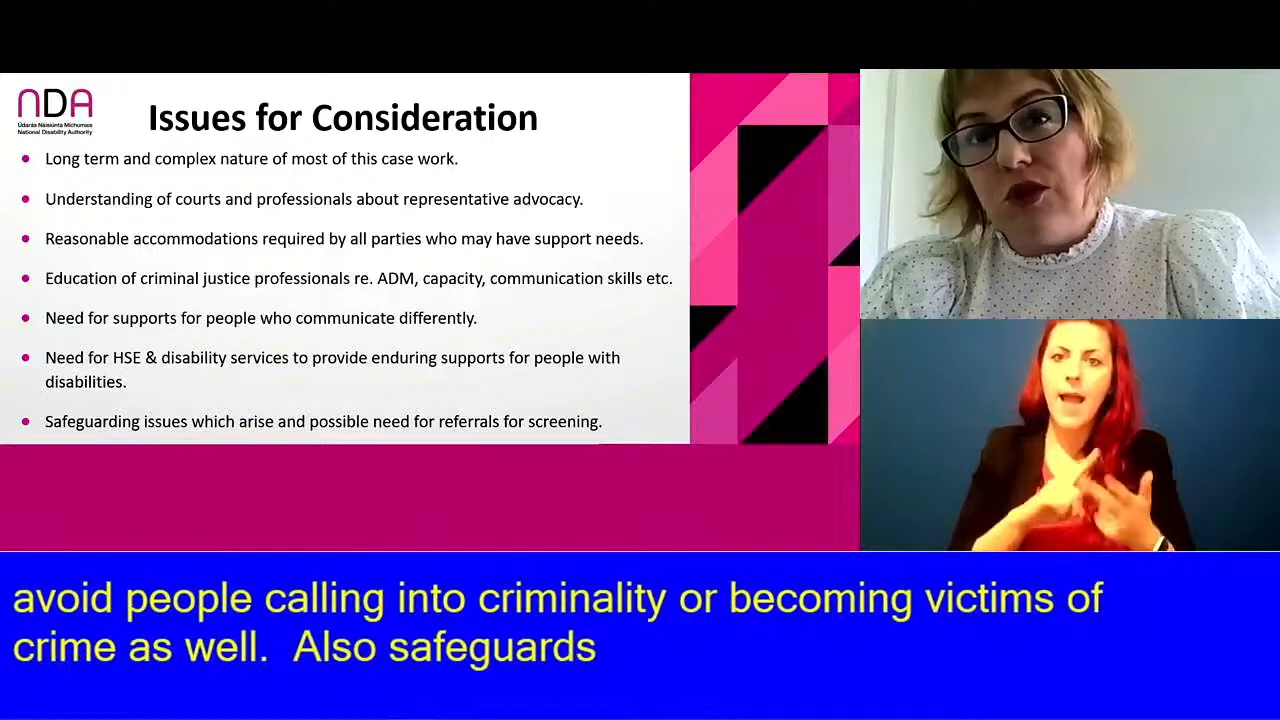 NDA
Údarás Náisiúnta Míchumais
National Disability Authority
Issues for Consideration
Long term and complex nature of most of this case work.
Understanding of courts and professionals about representative advocacy.
Reasonable accommodations required by all parties who may have support needs.
Education of criminal justice professionals re. ADM, capacity, communication skills etc.
Need for supports for people who communicate differently.
Need for HSE & disability services to provide enduring supports for people with
disabilities.
Safeguarding issues which arise and possible need for referrals for screening.
avoid people calling into criminality or becoming victims of
crime as well.  Also safeguards